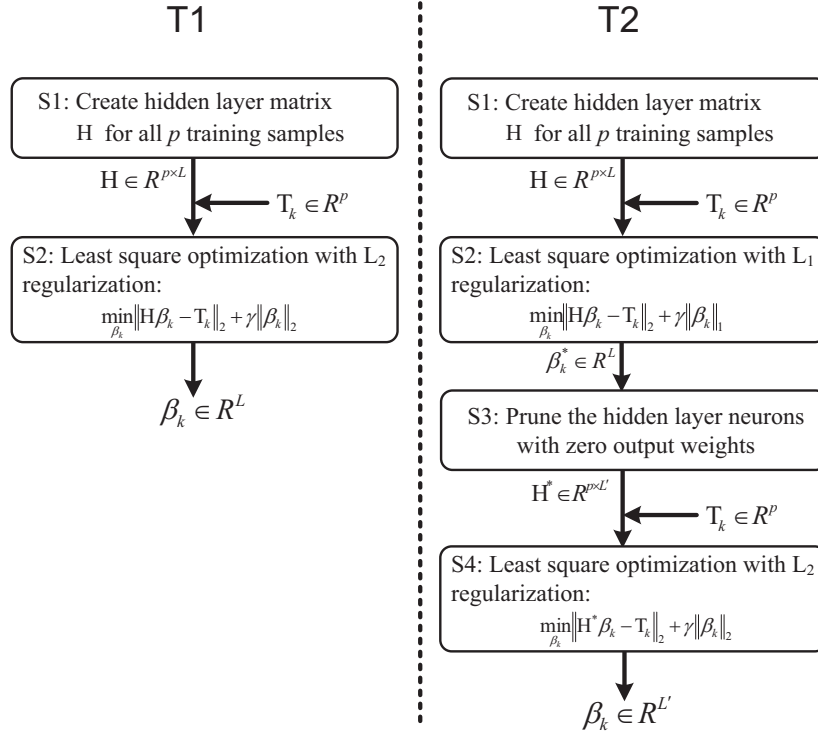 T1
S1: Create hidden layer matrix
H for all p training samples
H ∈ R^{p×L}
T_k ∈ R^p
S2: Least square optimization with L_2
regularization:
min_{β_k} ‖Hβ_k − T_k‖_2 + γ‖β_k‖_2
β_k ∈ R^L
T2
S1: Create hidden layer matrix
H for all p training samples
H ∈ R^{p×L}
T_k ∈ R^p
S2: Least square optimization with L_1
regularization:
min_{β_k} ‖Hβ_k − T_k‖_2 + γ‖β_k‖_1
β_k^* ∈ R^L
S3: Prune the hidden layer neurons
with zero output weights
H^* ∈ R^{p×L'}
T_k ∈ R^p
S4: Least square optimization with L_2
regularization:
min_{β_k} ‖H^*β_k − T_k‖_2 + γ‖β_k‖_2
β_k ∈ R^{L'}